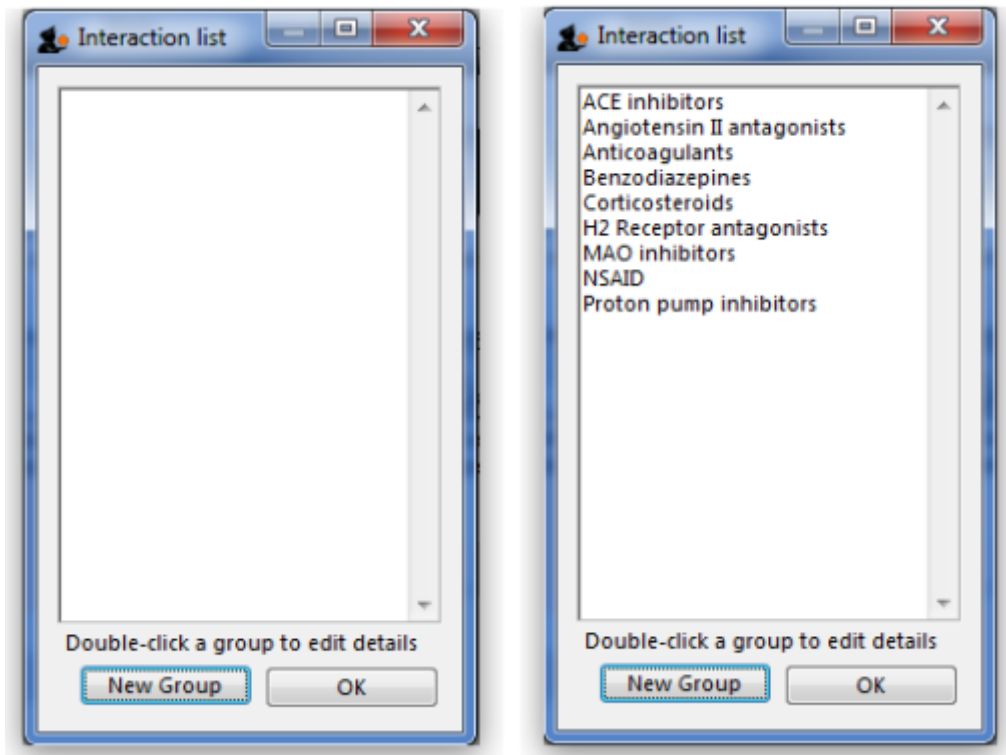 Interaction list
Double-click a group to edit details
New Group
OK
Interaction list
ACE inhibitors
Angiotensin II antagonists
Anticoagulants
Benzodiazepines
Corticosteroids
H2 Receptor antagonists
MAO inhibitors
NSAID
Proton pump inhibitors
Double-click a group to edit details
New Group
OK